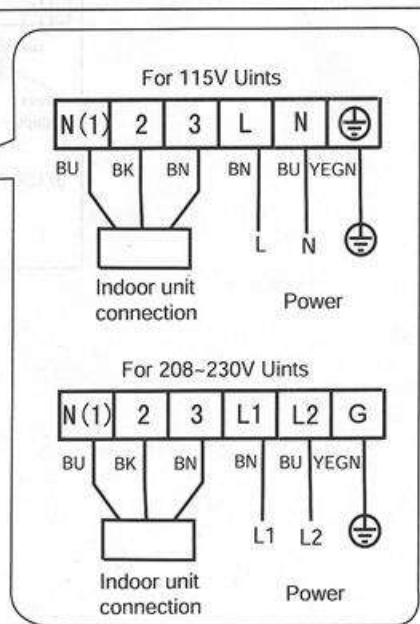 For 115V Uints
N(1) 2 3 L N
BU BK BN BN BU YEGN
L N
Indoor unit
connection
Power
For 208~230V Uints
N(1) 2 3 L1 L2 G
BU BK BN BN BU YEGN
L1 L2
Indoor unit
connection
Power